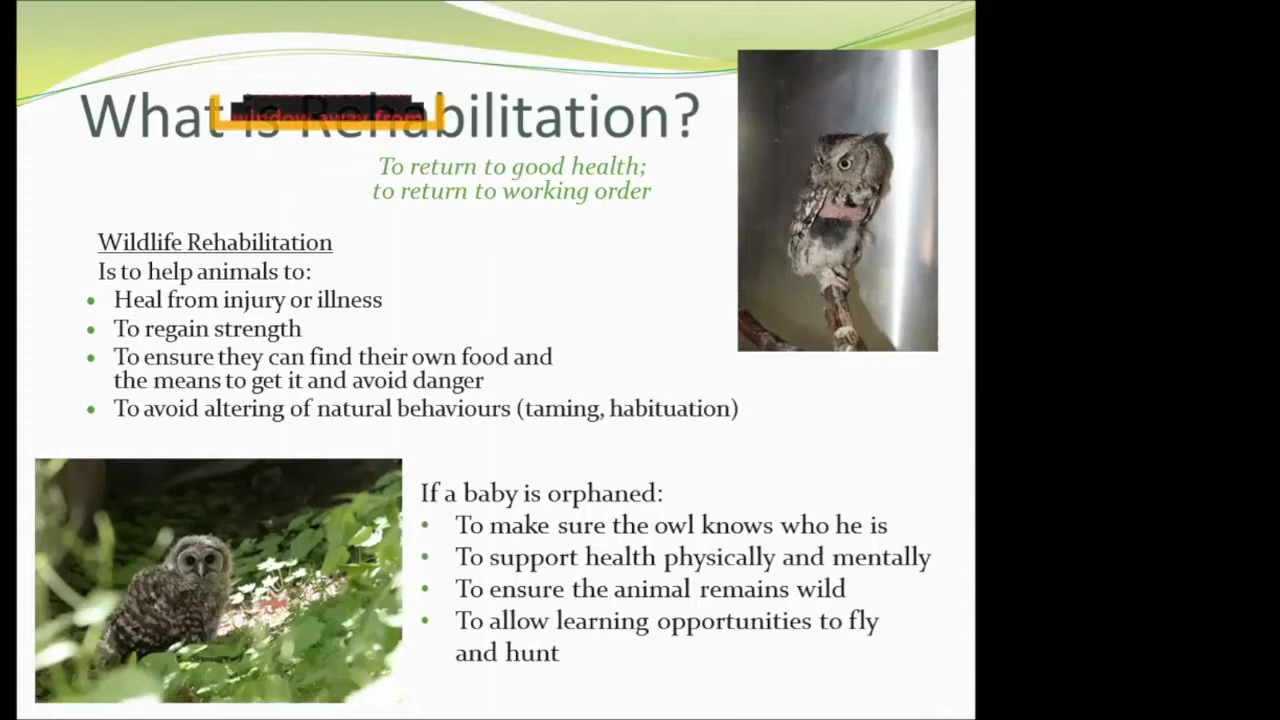 What is Rehabilitation?
window away from
To return to good health;
to return to working order
Wildlife Rehabilitation
Is to help animals to:
• Heal from injury or illness
• To regain strength
• To ensure they can find their own food and
the means to get it and avoid danger
• To avoid altering of natural behaviours (taming, habituation)
If a baby is orphaned:
• To make sure the owl knows who he is
• To support health physically and mentally
• To ensure the animal remains wild
• To allow learning opportunities to fly
and hunt